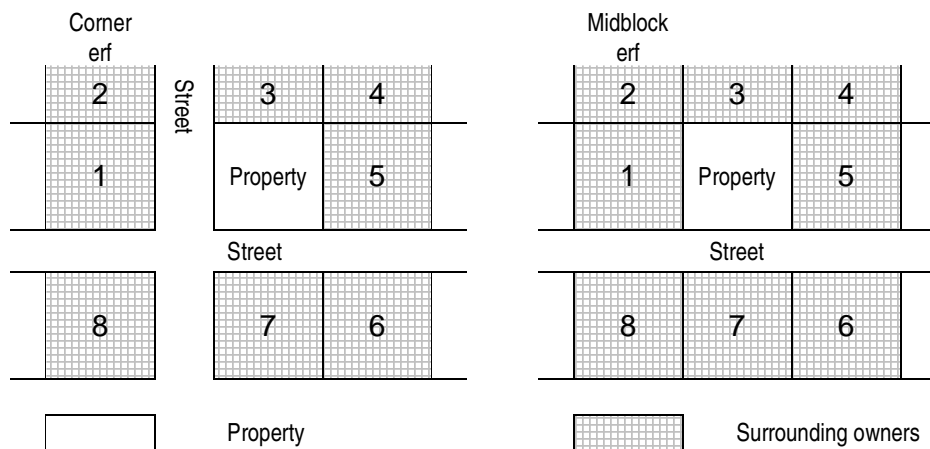 Corner
erf
2
Street
3
4
1
Property
5
Street
8
7
6
Property
Midblock
erf
2
3
4
1
Property
5
Street
8
7
6
Surrounding owners